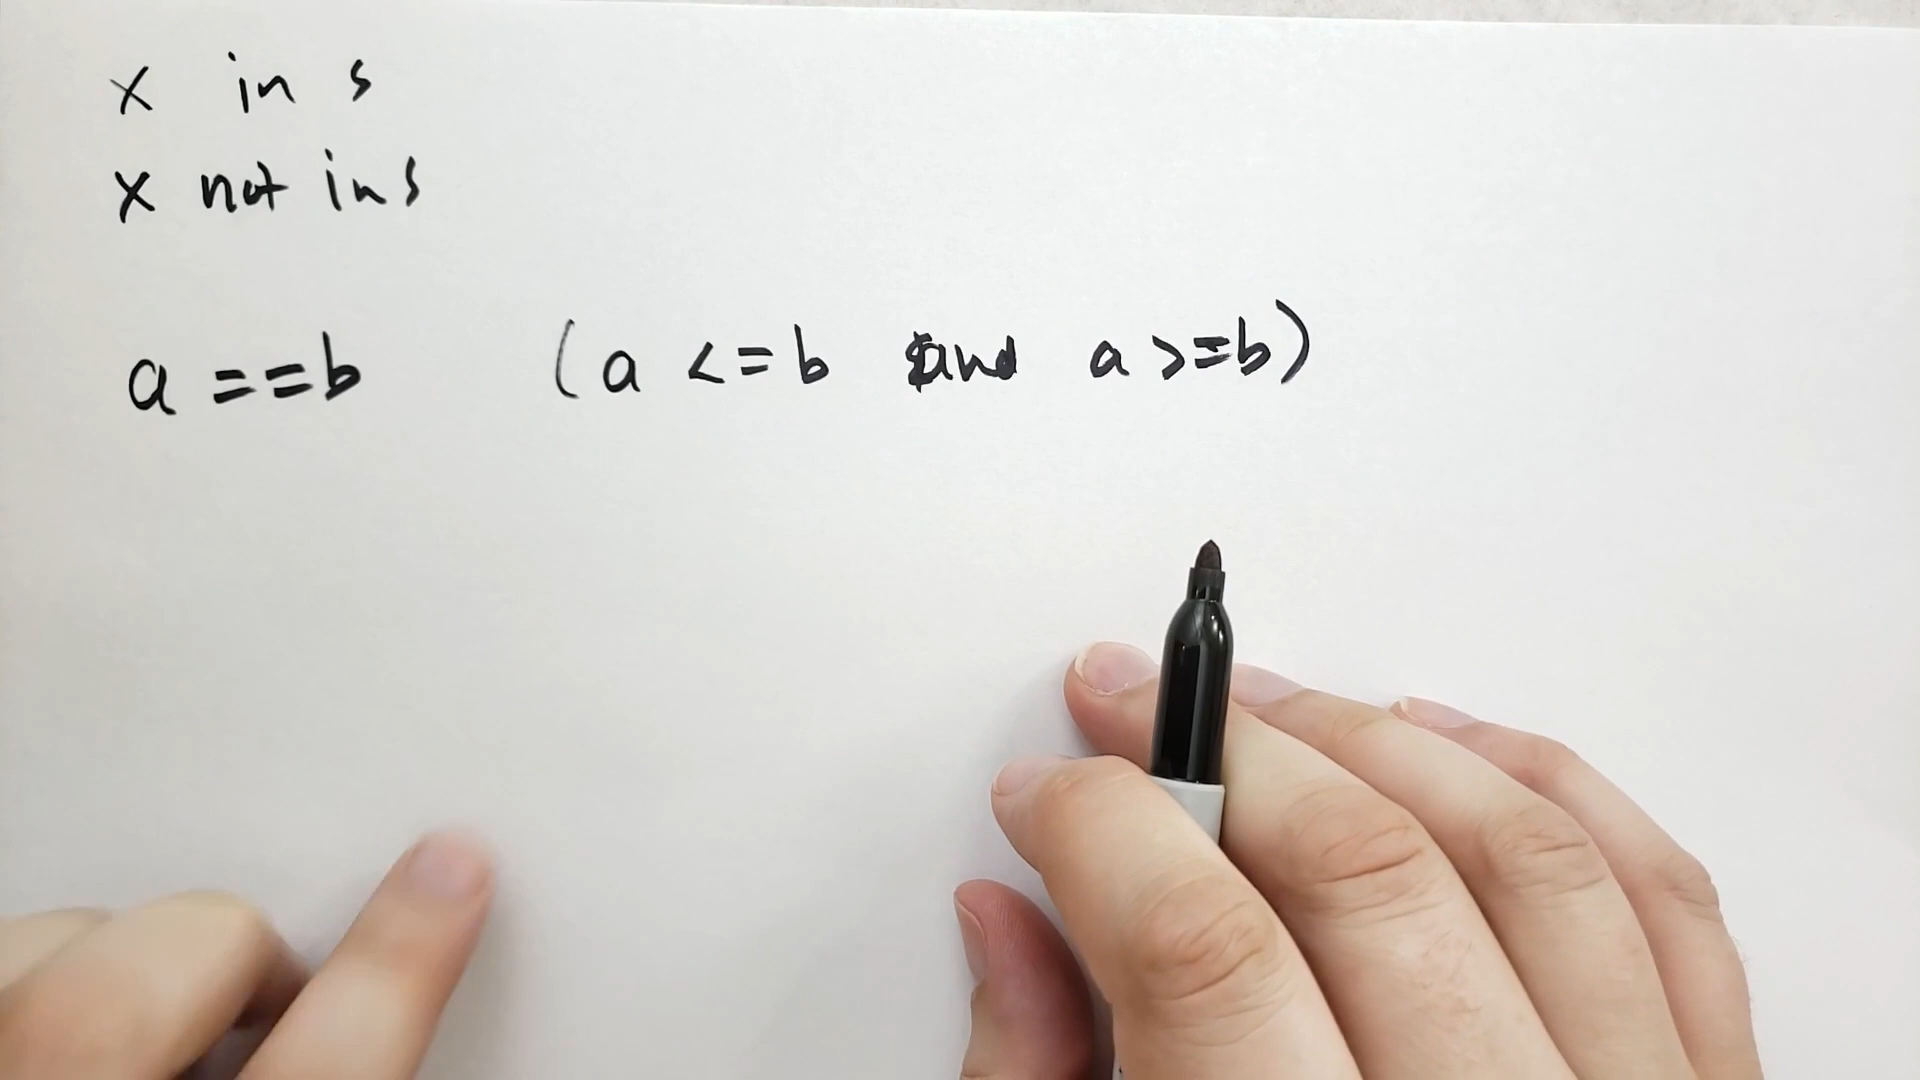 x in s
x not in s
a ==b (a <= b and a >=b)